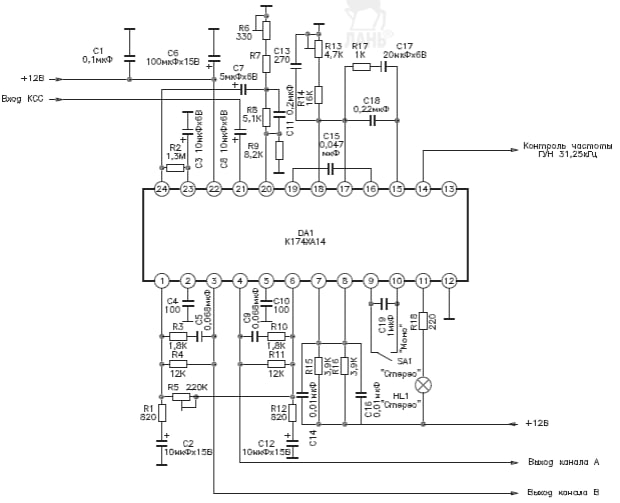 ЛАНЬ®
R6
330
C1
0,1мкФ
C6
100мкФх15В
R7
C13
270
R13
4,7К
R17
1К
C17
20мкФх6В
+12В
C7
5мкФх6В
Вход КСС
R14
16К
C18
0,22мкФ
R8
5,1К
C11 0,2мкФ
R2
1,3М
C3 10мкФх6В
C8 10мкФх6В
R9
8,2К
C15
0,047
мкФ
Контроль частоты
ГУН 31,25кГц
24 23 22 21 20 19 18 17 16 15 14 13
DA1
К174ХА14
1 2 3 4 5 6 7 8 9 10 11 12
C4
100
C5
0,068мкФ
C9
0,068мкФ
C10
100
R3
1,8К
R10
1,8К
R4
12К
R11
12К
C19
1мкФ
"Моно"
R18
220
SA1
"Стерео"
R15
3,9К
R16
3,9К
R5 220К
HL1
"Стерео"
R1
820
R12
820
0,01мкФ
C14
C16
0,01мкФ
+12В
C2
10мкФх15В
C12
10мкФх15В
Выход канала А
Выход канала В